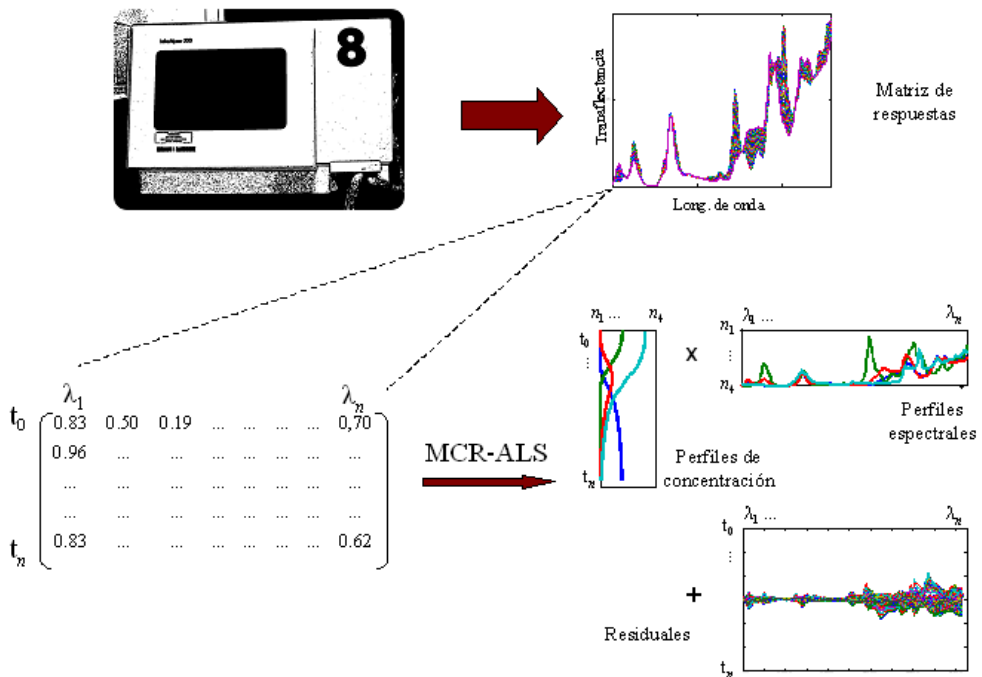 8
Transflectancia
Long. de onda
Matriz de
respuestas
λ1 λn
t0 0.83 0.50 0.19 ... ... ... ... 0,70
0.96 ... ... ... ... ... ... ...
... ... ... ... ... ... ... ...
... ... ... ... ... ... ... ...
tn 0.83 ... ... ... ... ... ... 0.62
MCR-ALS
n1 ... n4
t0
...
tn
Perfiles de
concentración
x
λ1 ... λn
n1
...
n4
Perfiles
espectrales
+
Residuales
λ1 ... λn
t0
...
tn